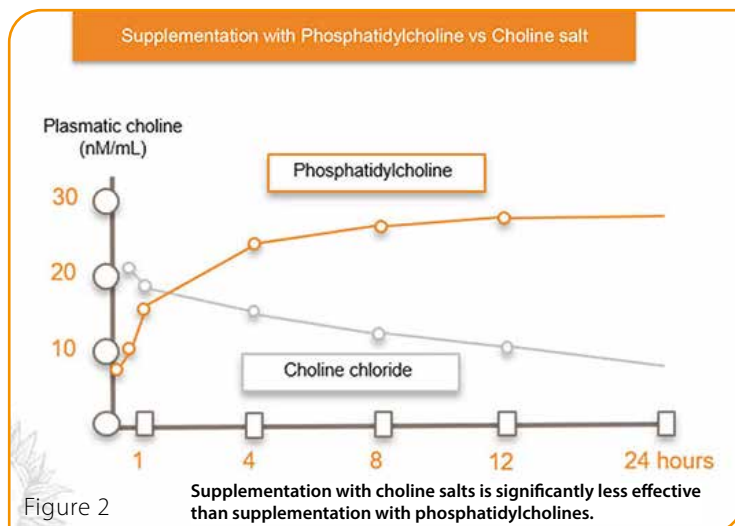 Supplementation with Phosphatidylcholine vs Choline salt
Plasmatic choline
(nM/mL)
Phosphatidylcholine
30
20
10
Choline chloride
1 4 8 12 24 hours
Figure 2
Supplementation with choline salts is significantly less effective
than supplementation with phosphatidylcholines.